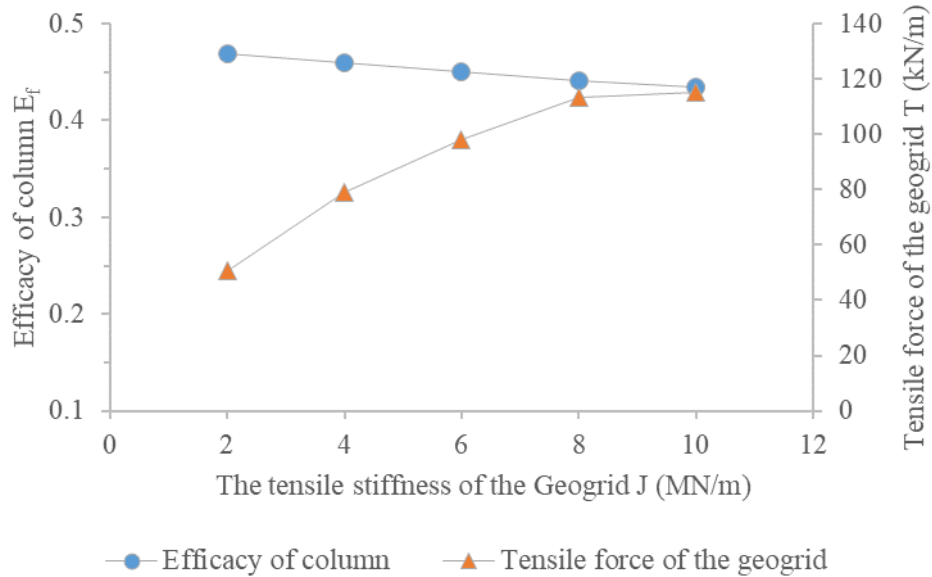 Efficacy of column E_f
0.5
0.4
0.3
0.2
0.1
140
120
100
80
60
40
20
0
Tensile force of the geogrid T (kN/m)
0 2 4 6 8 10 12
The tensile stiffness of the Geogrid J (MN/m)
Efficacy of column Tensile force of the geogrid